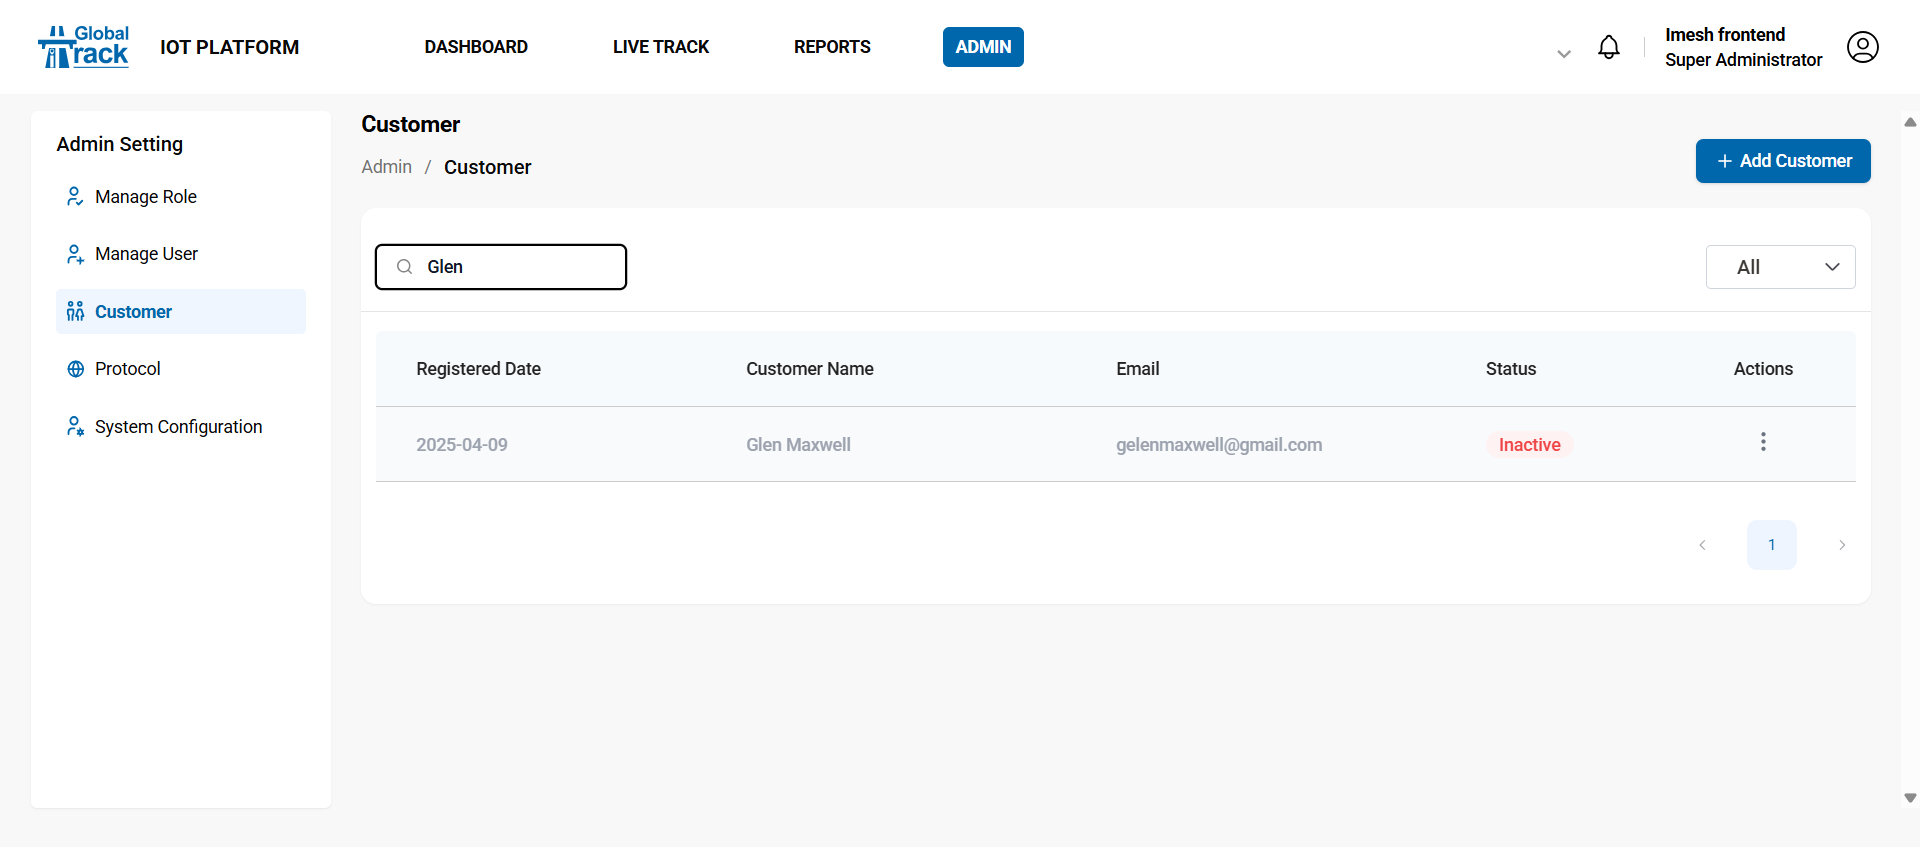 Global
Track
IOT PLATFORM
DASHBOARD
LIVE TRACK
REPORTS
ADMIN
Imesh frontend
Super Administrator
Admin Setting
Manage Role
Manage User
Customer
Protocol
System Configuration
Customer
Admin / Customer
+ Add Customer
Glen
All
Registered Date Customer Name Email Status Actions
2025-04-09 Glen Maxwell gelenmaxwell@gmail.com Inactive
1